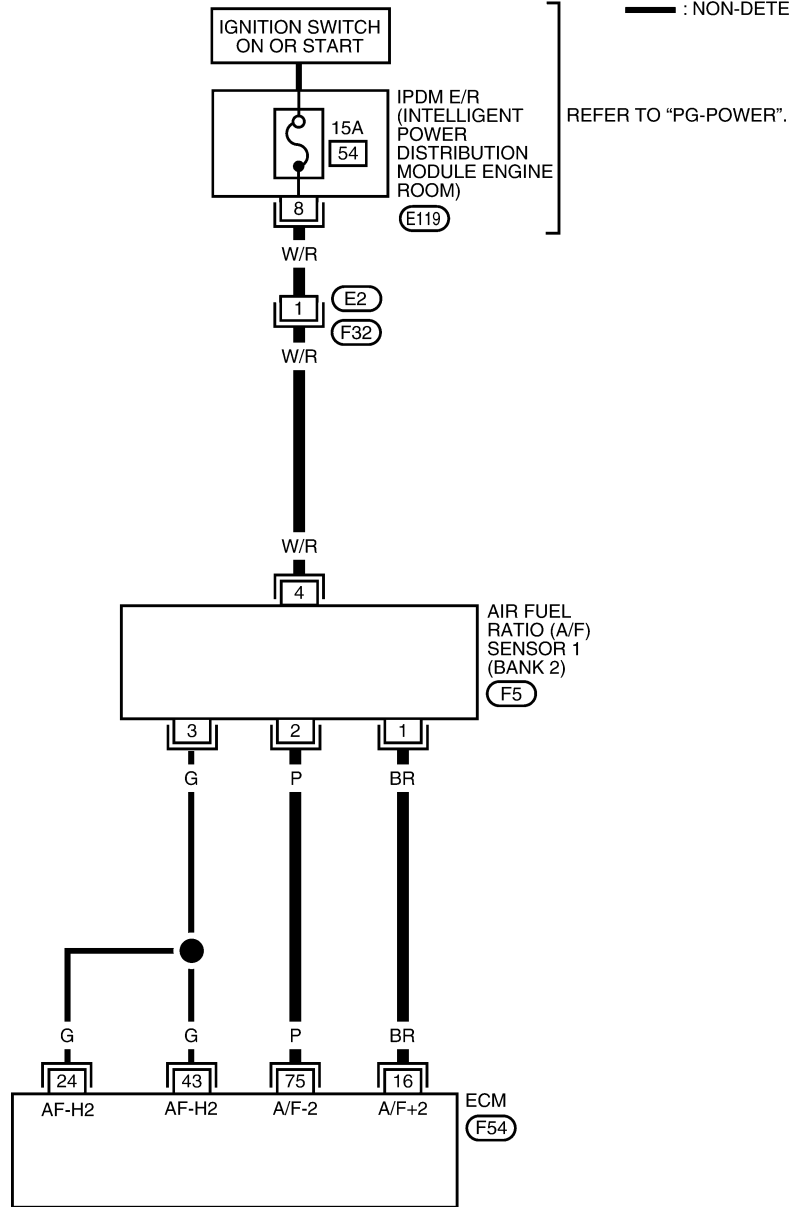 : NON-DETE
IGNITION SWITCH
ON OR START
IPDM E/R
(INTELLIGENT
POWER
DISTRIBUTION
MODULE ENGINE
ROOM)
REFER TO “PG-POWER”.
15A
54
8
E119
W/R
1
E2
F32
W/R
W/R
4
AIR FUEL
RATIO (A/F)
SENSOR 1
(BANK 2)
F5
3 2 1
G P BR
G G P BR
24 43 75 16
AF-H2 AF-H2 A/F-2 A/F+2
ECM
F54